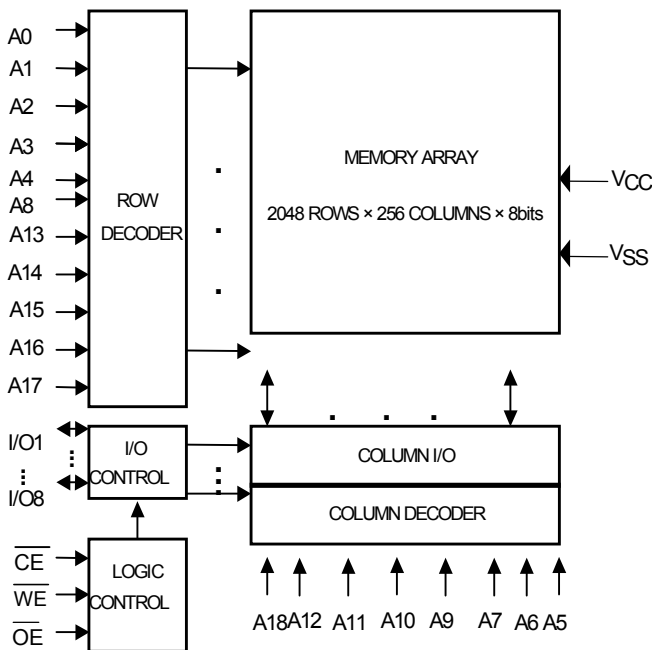 A0
A1
A2
A3
A4
A8
A13
A14
A15
A16
A17
ROW
DECODER
MEMORY ARRAY
2048 ROWS × 256 COLUMNS × 8bits
VCC
VSS
I/O1
I/O8
I/O
CONTROL
COLUMN I/O
COLUMN DECODER
CE
WE
OE
LOGIC
CONTROL
A18 A12 A11 A10 A9 A7 A6 A5